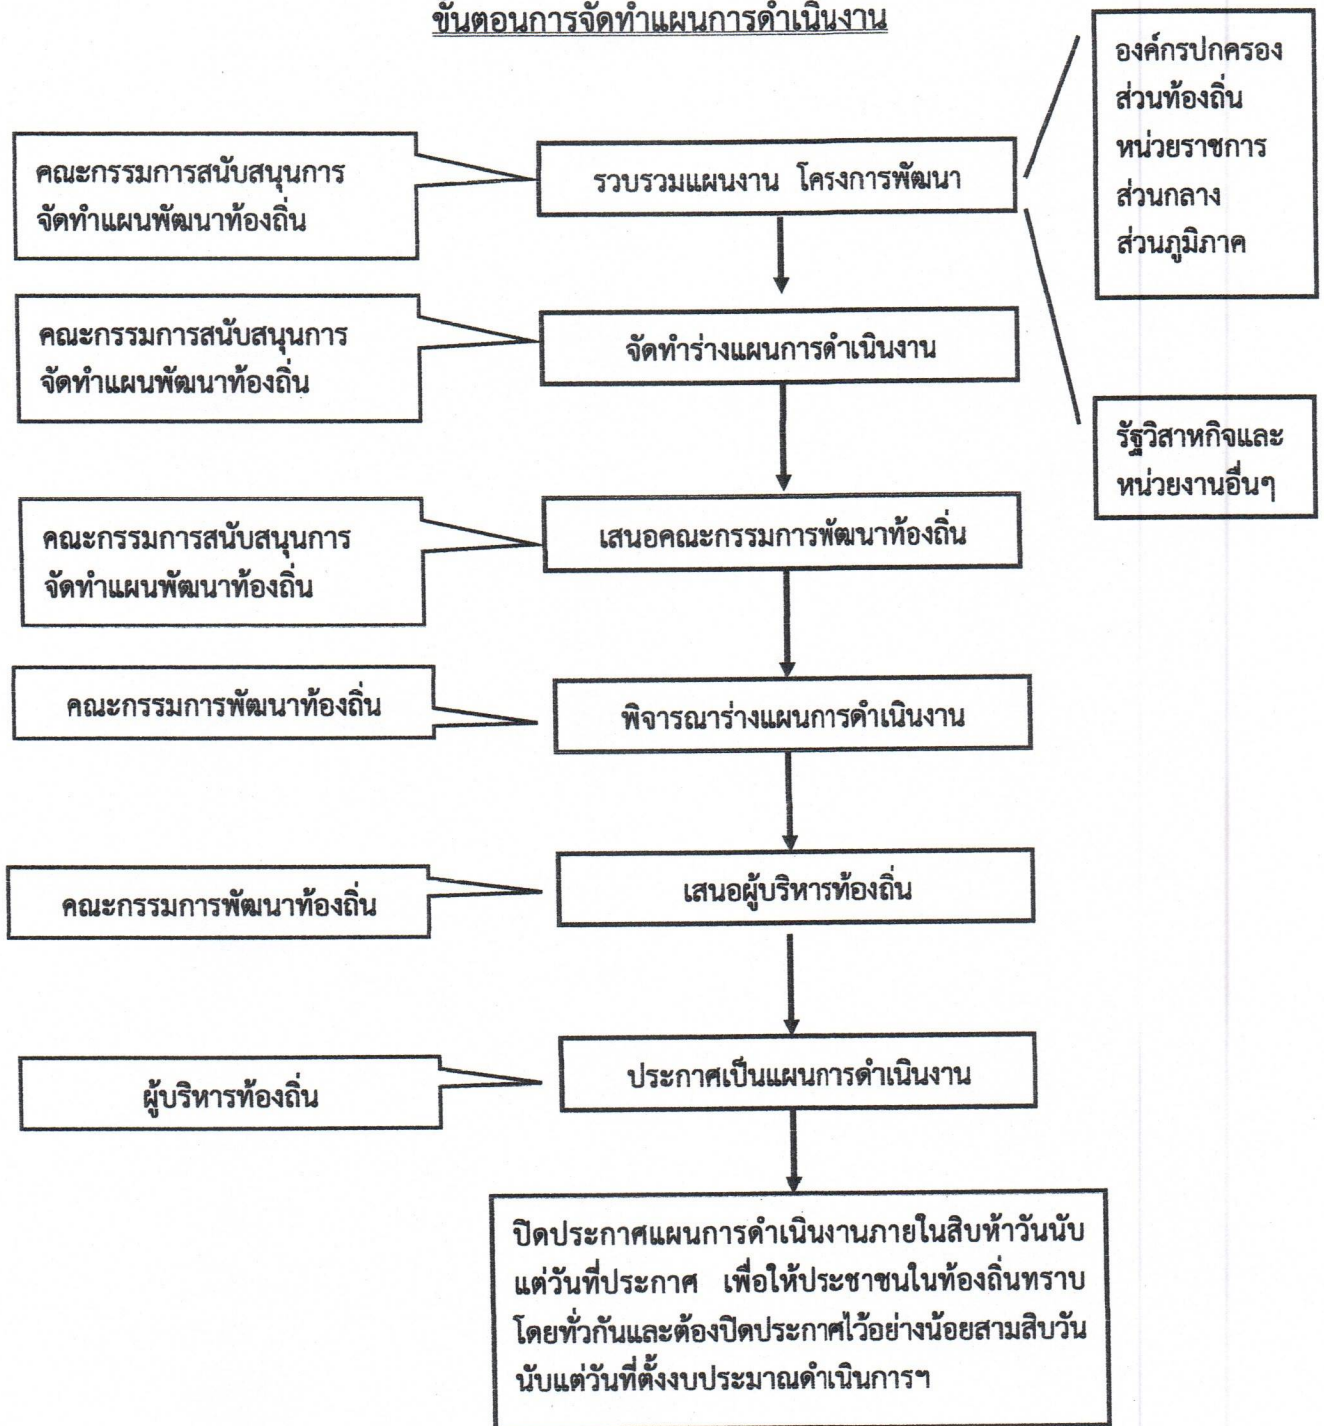 ขั้นตอนการจัดทำแผนการดำเนินงาน
องค์กรปกครอง
ส่วนท้องถิ่น
หน่วยราชการ
ส่วนกลาง
ส่วนภูมิภาค
คณะกรรมการสนับสนุนการ
จัดทำแผนพัฒนาท้องถิ่น
รวบรวมแผนงาน โครงการพัฒนา
คณะกรรมการสนับสนุนการ
จัดทำแผนพัฒนาท้องถิ่น
จัดทำร่างแผนการดำเนินงาน
รัฐวิสาหกิจและ
หน่วยงานอื่นๆ
คณะกรรมการสนับสนุนการ
จัดทำแผนพัฒนาท้องถิ่น
เสนอคณะกรรมการพัฒนาท้องถิ่น
คณะกรรมการพัฒนาท้องถิ่น
พิจารณาร่างแผนการดำเนินงาน
คณะกรรมการพัฒนาท้องถิ่น
เสนอผู้บริหารท้องถิ่น
ผู้บริหารท้องถิ่น
ประกาศเป็นแผนการดำเนินงาน
ปิดประกาศแผนการดำเนินงานภายในสิบห้าวันนับ
แต่วันที่ประกาศ เพื่อให้ประชาชนในท้องถิ่นทราบ
โดยทั่วกันและต้องปิดประกาศไว้อย่างน้อยสามสิบวัน
นับแต่วันที่ตั้งงบประมาณดำเนินการฯ